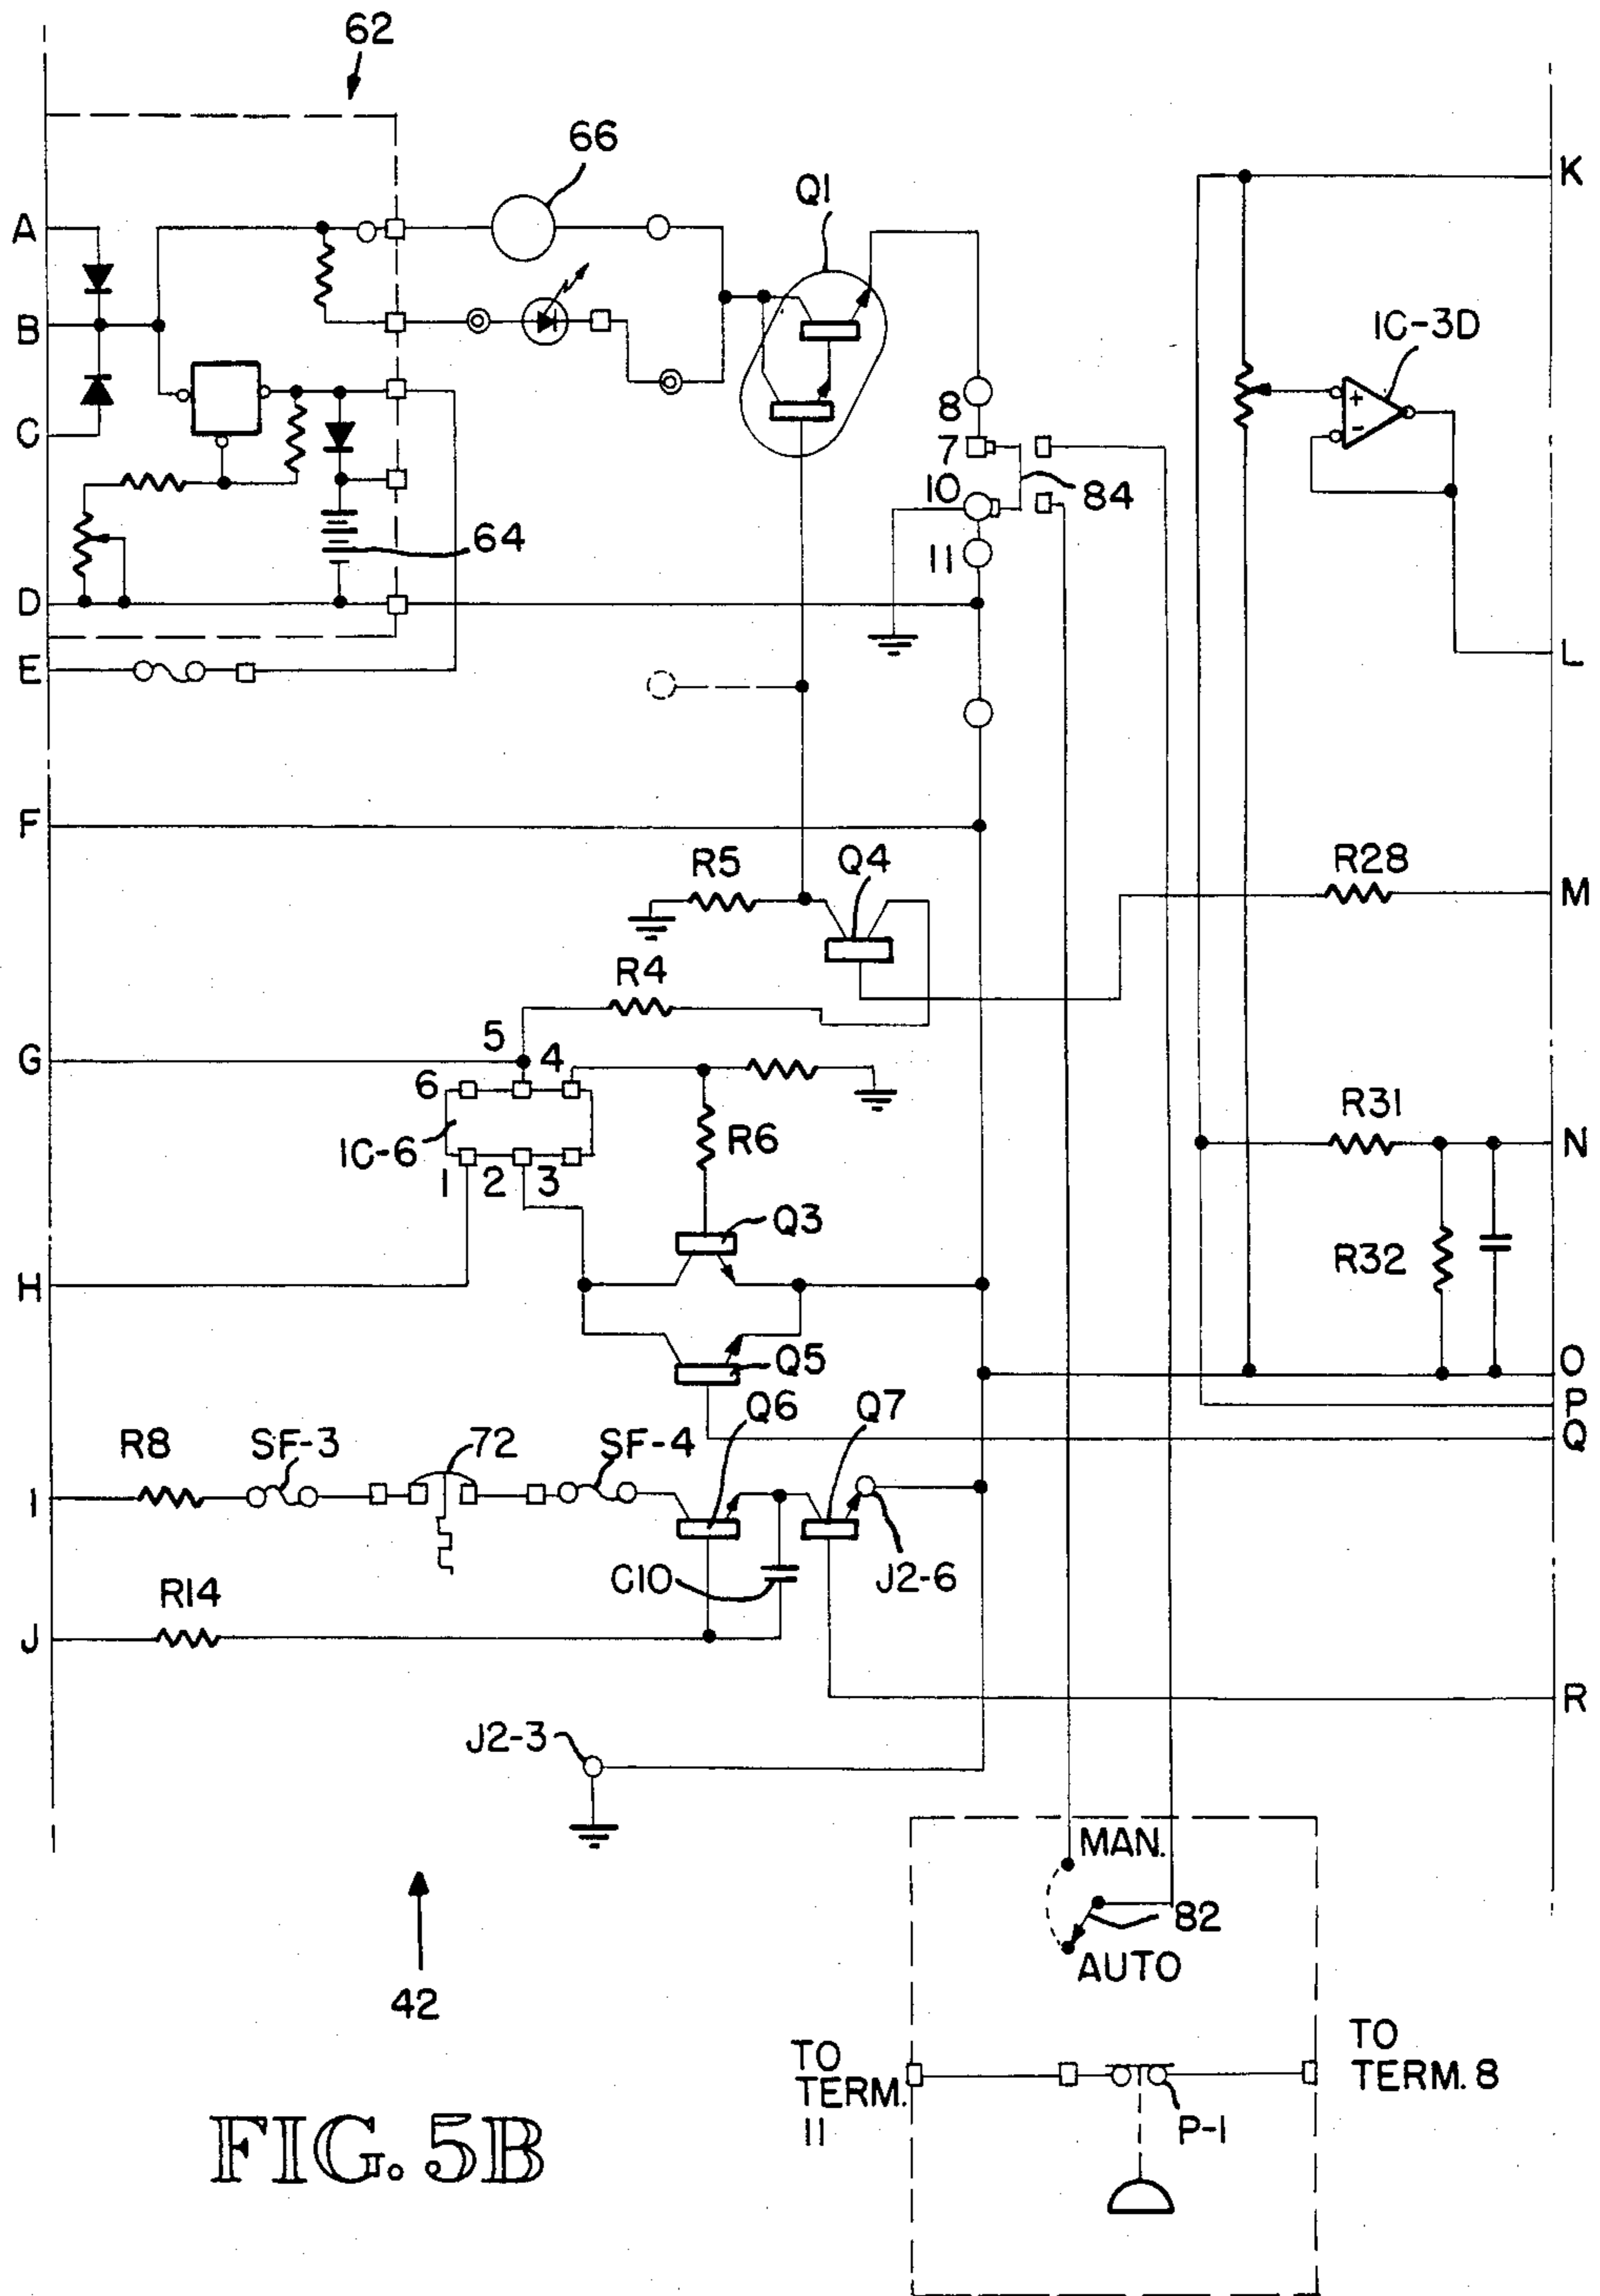 62
66
Q1
A
K
B
IC-3D
8
C
7
10
84
64
11
D
E
L
F
R5
Q4
R28
M
R4
5
G
4
6
R31
N
R6
IC-6
1
2
3
Q3
R32
H
O
Q5
P
Q6
Q7
Q
R8
SF-3
72
SF-4
I
C10
J2-6
R14
J
R
J2-3
MAN.
82
AUTO
42
TO
TERM.
11
TO
TERM. 8
P-1
FIG. 5B
+
-